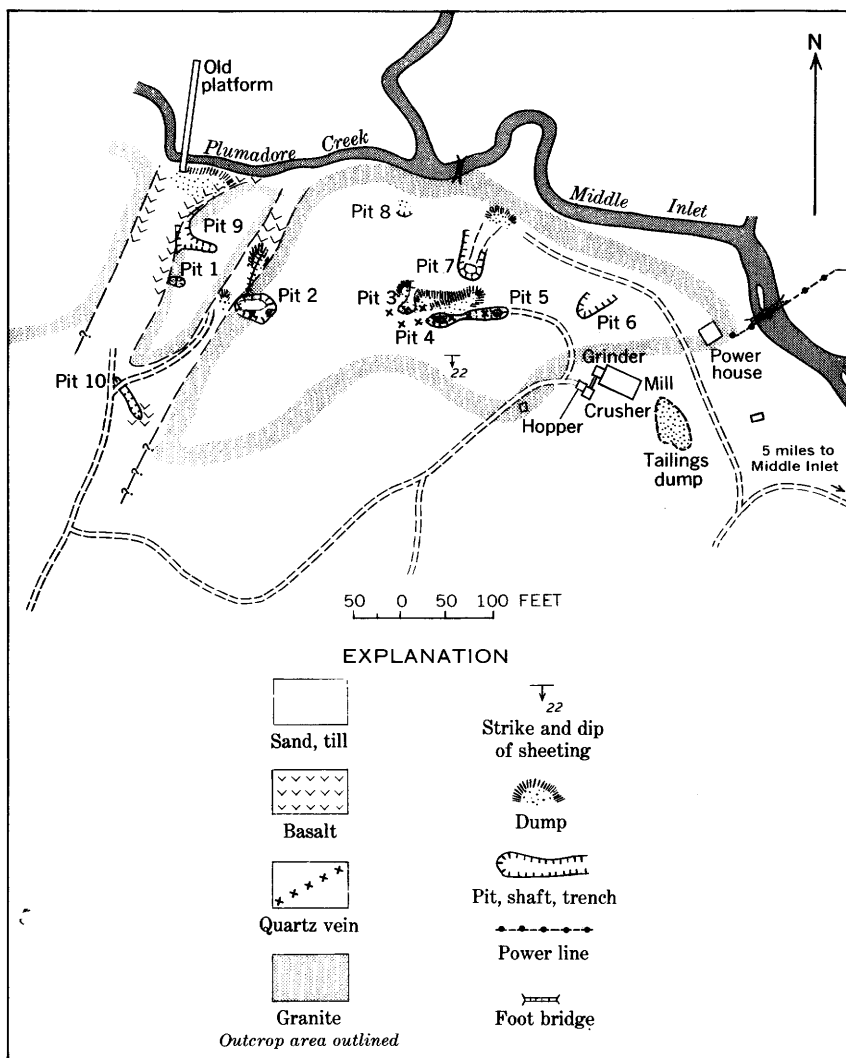 N
Old
platform
Plumadore Creek
Middle Inlet
Pit 8
Pit 9
Pit 7
Pit 1
Pit 2
Pit 3
Pit 5
Pit 6
Pit 4
Pit 10
22
Grinder
Mill
Power
house
Crusher
Hopper
Tailings
dump
5 miles to
Middle Inlet
?
?
?
50 0 50 100 FEET
EXPLANATION
Sand, till
Basalt
Quartz vein
Granite
Outcrop area outlined
22
Strike and dip
of sheeting
Dump
Pit, shaft, trench
Power line
Foot bridge